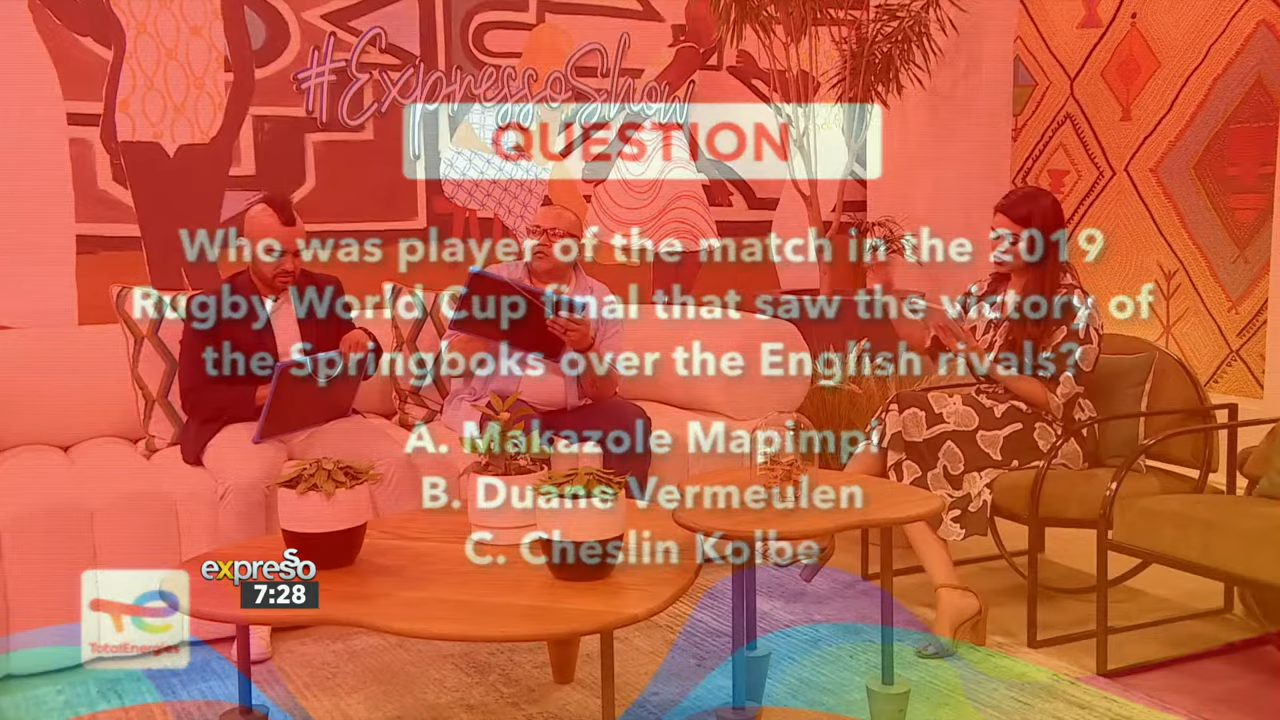 #ExpressoShow
QUESTION
Who was player of the match in the 2019
Rugby World Cup final that saw the victory of
the Springboks over the English rivals?
A. Makazole Mapimpi
B. Duane Vermeulen
C. Cheslin Kolbe
expresso
7:28
TotalEnergies